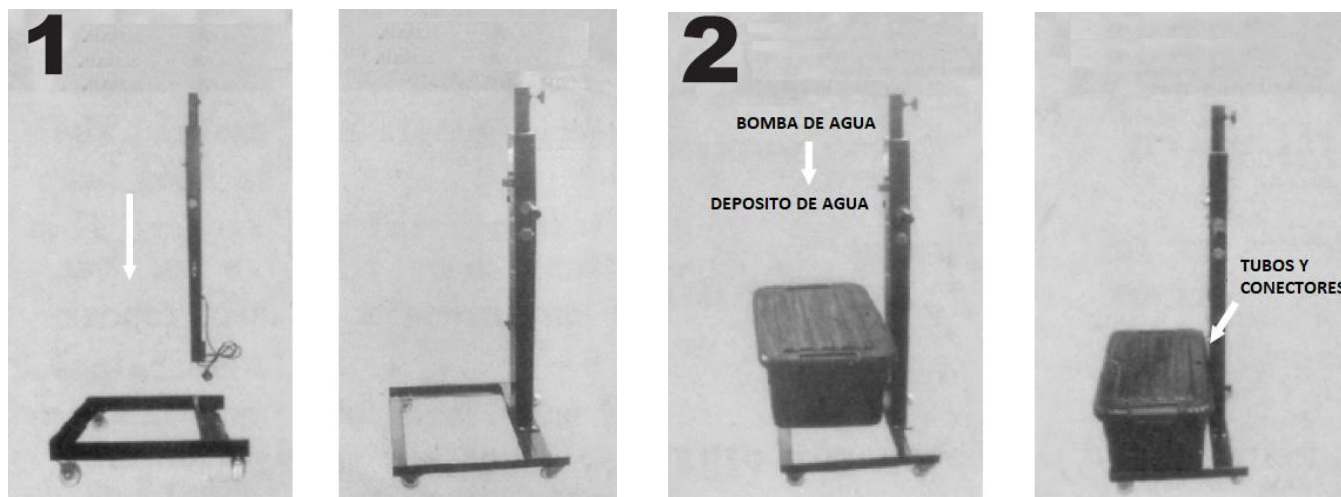 1
2
BOMBA DE AGUA
DEPOSITO DE AGUA
TUBOS Y
CONECTORES